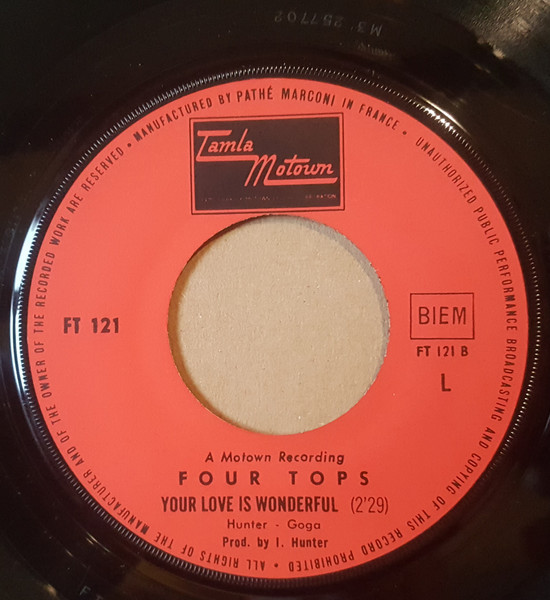 M3 257702
• MANUFACTURED BY PATHÉ MARCONI IN FRANCE • UNAUTHORIZED PUBLIC PERFORMANCE BROADCASTING AND COPYING OF THIS RECORD PROHIBITED • ALL RIGHTS OF THE MANUFACTURER AND OF THE OWNER OF THE RECORDED WORK ARE RESERVED
Tamla
Motown
FT 121
BIEM
FT 121 B
L
A Motown Recording
FOUR TOPS
YOUR LOVE IS WONDERFUL (2'29)
Hunter - Goga
Prod. by I. Hunter